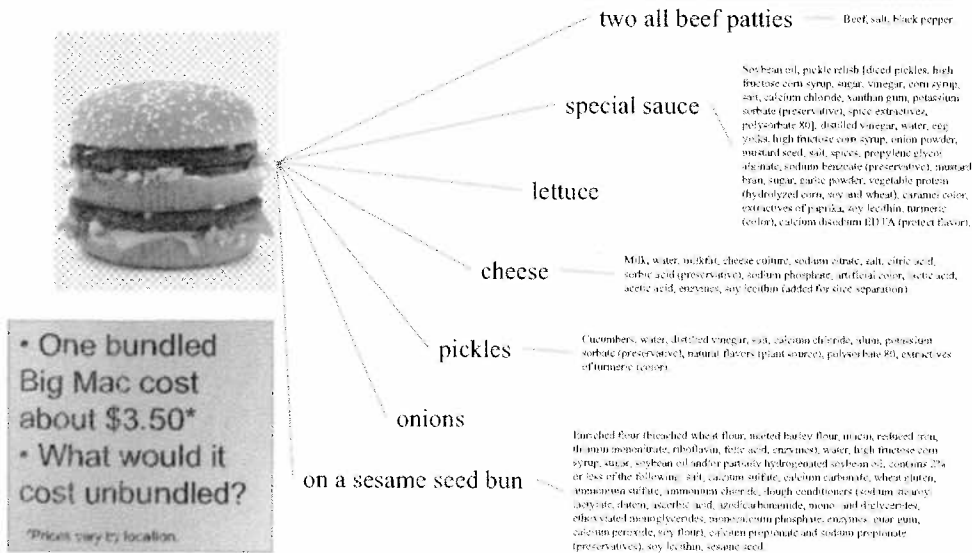 two all beef patties
Beef, salt, black pepper
special sauce
Soybean oil, pickle relish [diced pickles, high
fructose corn syrup, sugar, vinegar, corn syrup,
salt, calcium chloride, xanthan gum, potassium
sorbate (preservative), spice extractives,
polysorbate 80], distilled vinegar, water, egg
yolks, high fructose corn syrup, onion powder,
mustard seed, salt, spices, propylene glycol
alginate, sodium benzoate (preservative), mustard
bran, sugar, garlic powder, vegetable protein
(hydrolyzed corn, soy and wheat), caramel color,
extractives of paprika, soy lecithin, turmeric
(color), calcium disodium EDTA (protect flavor).
lettuce
cheese
Milk, water, milkfat, cheese culture, sodium citrate, salt, citric acid,
sorbic acid (preservative), sodium phosphate, artificial color, lactic acid,
acetic acid, enzymes, soy lecithin (added for slice separation)
pickles
Cucumbers, water, distilled vinegar, salt, calcium chloride, alum, potassium
sorbate (preservative), natural flavors (plant source), polysorbate 80, extractives
of turmeric (color).
onions
on a sesame seed bun
Enriched flour (bleached wheat flour, malted barley flour, niacin, reduced iron,
thiamin mononitrate, riboflavin, folic acid, enzymes), water, high fructose corn
syrup, sugar, soybean oil and/or partially hydrogenated soybean oil, contains 2%
or less of the following: salt, calcium sulfate, calcium carbonate, wheat gluten,
ammonium sulfate, ammonium chloride, dough conditioners (sodium stearoyl
lactylate, datem, ascorbic acid, azodicarbonamide, mono- and diglycerides,
ethoxylated monoglycerides, monocalcium phosphate, enzymes, guar gum,
calcium peroxide, soy flour), calcium propionate and sodium propionate
(preservatives), soy lecithin, sesame seed.
• One bundled
Big Mac cost
about $3.50*
• What would it
cost unbundled?
*Prices vary by location.